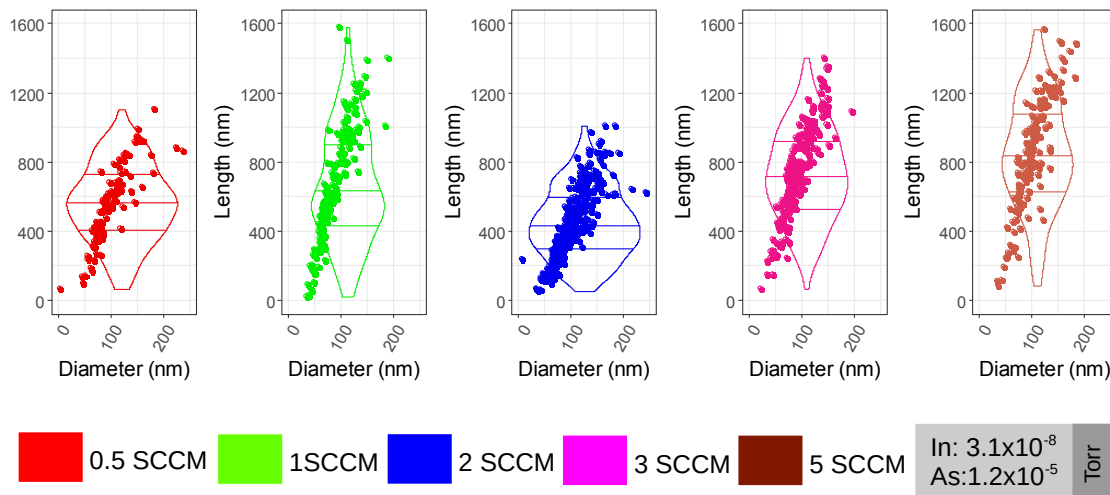 1600 1600 1600 1600 1600
1200 1200 1200 1200 1200
800 800 800 800 800
400 400 400 400 400
0 0 0 0 0
Length (nm) Length (nm) Length (nm) Length (nm)
0 100 200 0 100 200 0 100 200 0 100 200 0 100 200
Diameter (nm) Diameter (nm) Diameter (nm) Diameter (nm) Diameter (nm)
0.5 SCCM 1SCCM 2 SCCM 3 SCCM 5 SCCM
In: 3.1x10⁻⁸
As:1.2x10⁻⁵
Torr